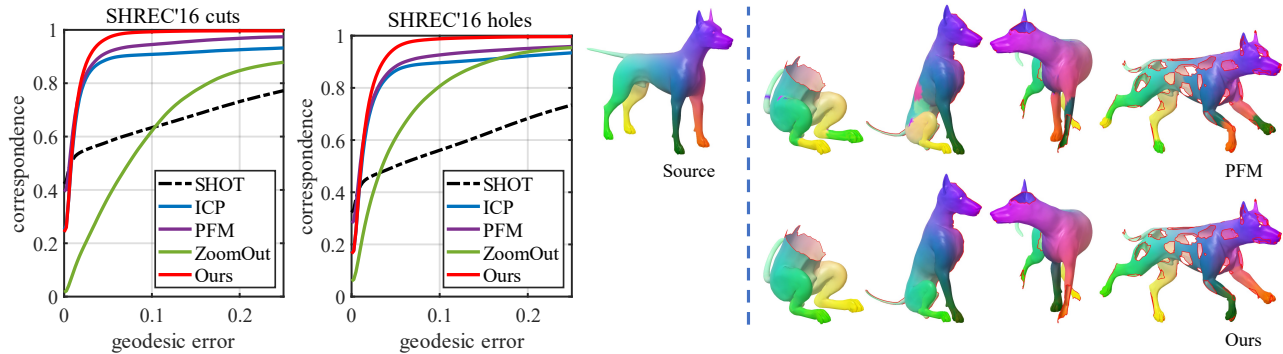 SHREC'16 cuts
correspondence
1
0.8
0.6
0.4
0.2
0
0
0.1
0.2
geodesic error
SHOT
ICP
PFM
ZoomOut
Ours
SHREC'16 holes
correspondence
1
0.8
0.6
0.4
0.2
0
0
0.1
0.2
geodesic error
SHOT
ICP
PFM
ZoomOut
Ours
Source
PFM
Ours